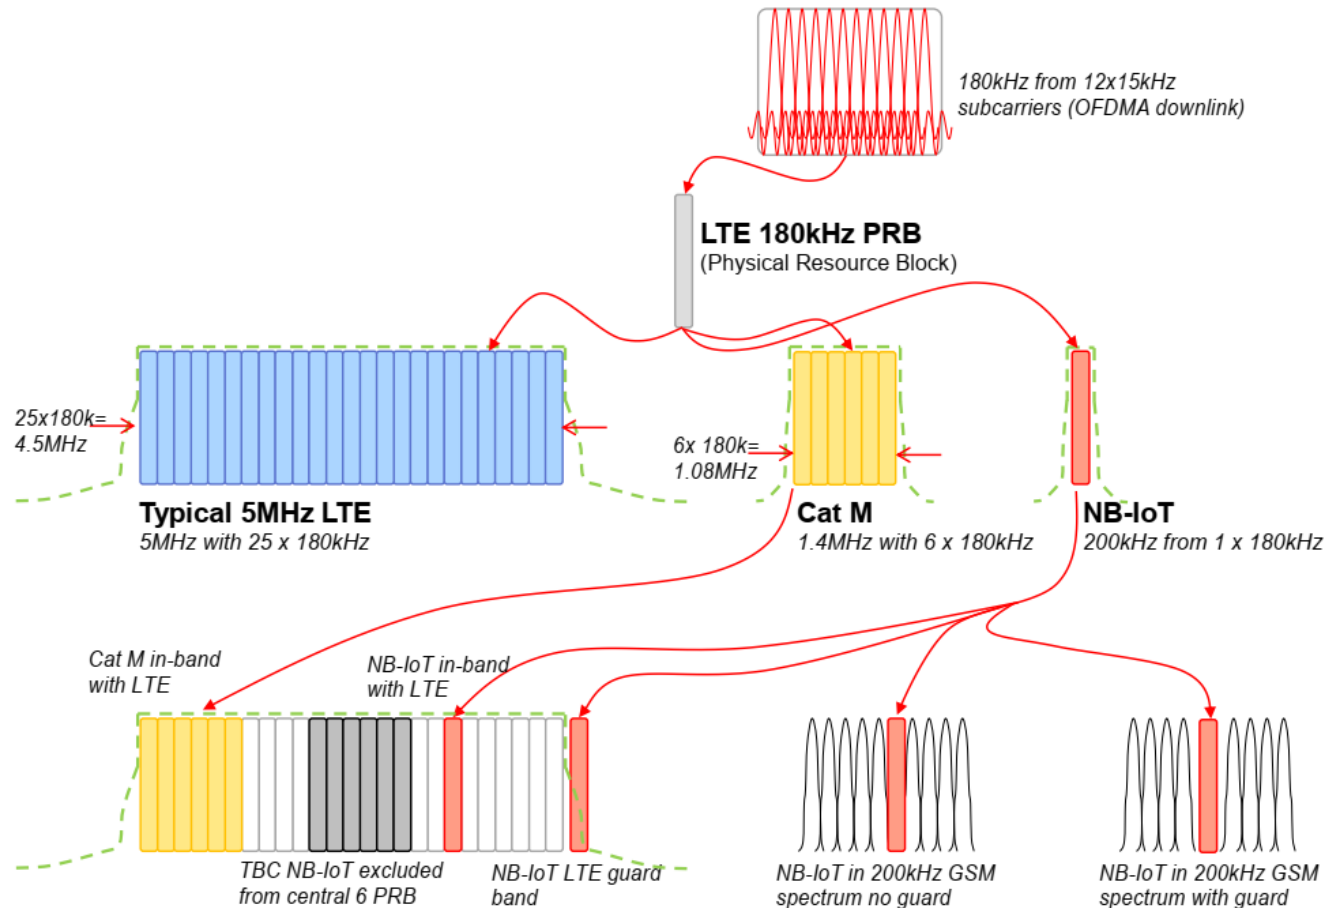 180kHz from 12x15kHz
subcarriers (OFDMA downlink)
LTE 180kHz PRB
(Physical Resource Block)
25x180k=
4.5MHz
6x 180k=
1.08MHz
Typical 5MHz LTE
5MHz with 25 x 180kHz
Cat M
1.4MHz with 6 x 180kHz
NB-IoT
200kHz from 1 x 180kHz
Cat M in-band
with LTE
NB-IoT in-band
with LTE
TBC NB-IoT excluded
from central 6 PRB
NB-IoT LTE guard
band
NB-IoT in 200kHz GSM
spectrum no guard
NB-IoT in 200kHz GSM
spectrum with guard